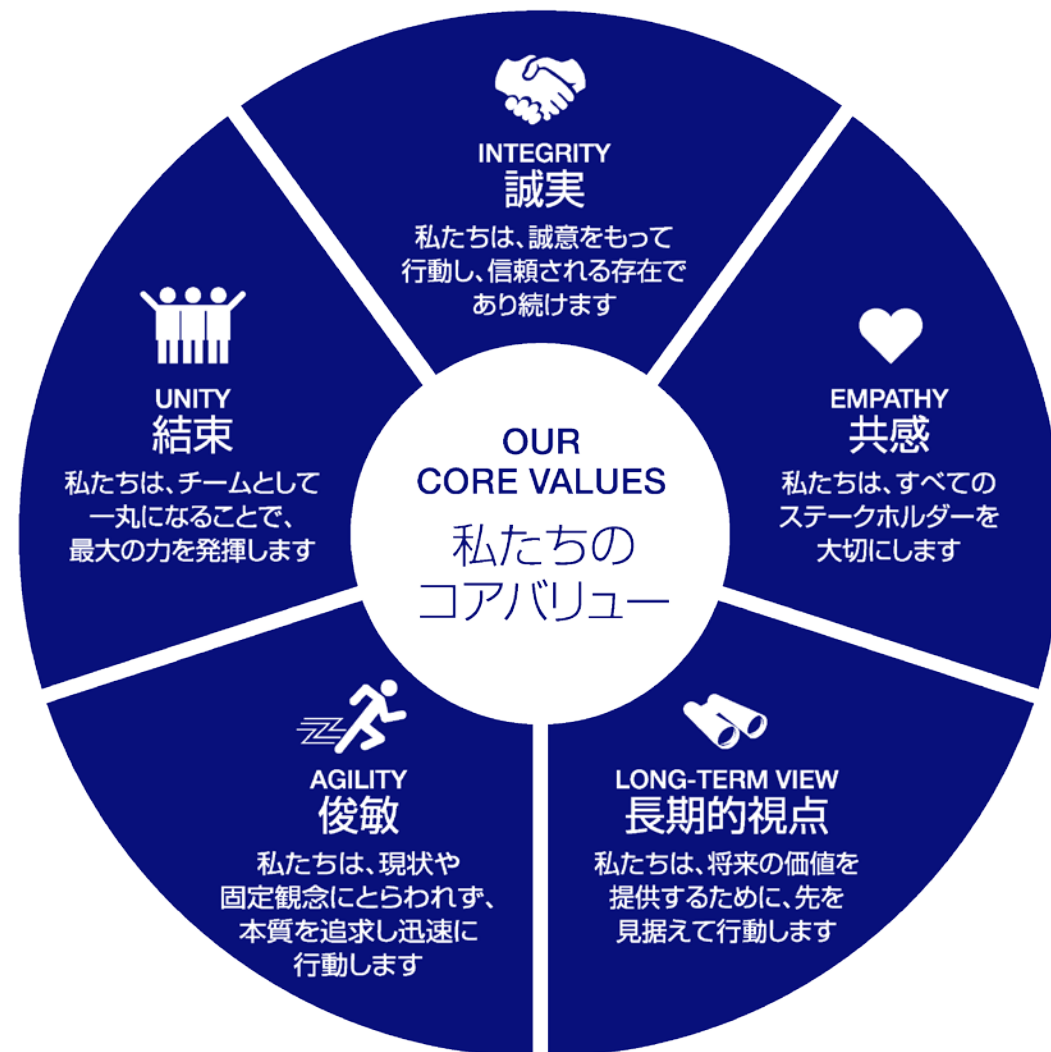 OUR
CORE VALUES
私たちの
コアバリュー
INTEGRITY
誠実
私たちは、誠意をもって
行動し、信頼される存在で
あり続けます
EMPATHY
共感
私たちは、すべての
ステークホルダーを
大切にします
LONG-TERM VIEW
長期的視点
私たちは、将来の価値を
提供するために、先を
見据えて行動します
AGILITY
俊敏
私たちは、現状や
固定観念にとらわれず、
本質を追求し迅速に
行動します
UNITY
結束
私たちは、チームとして
一丸になることで、
最大の力を発揮します